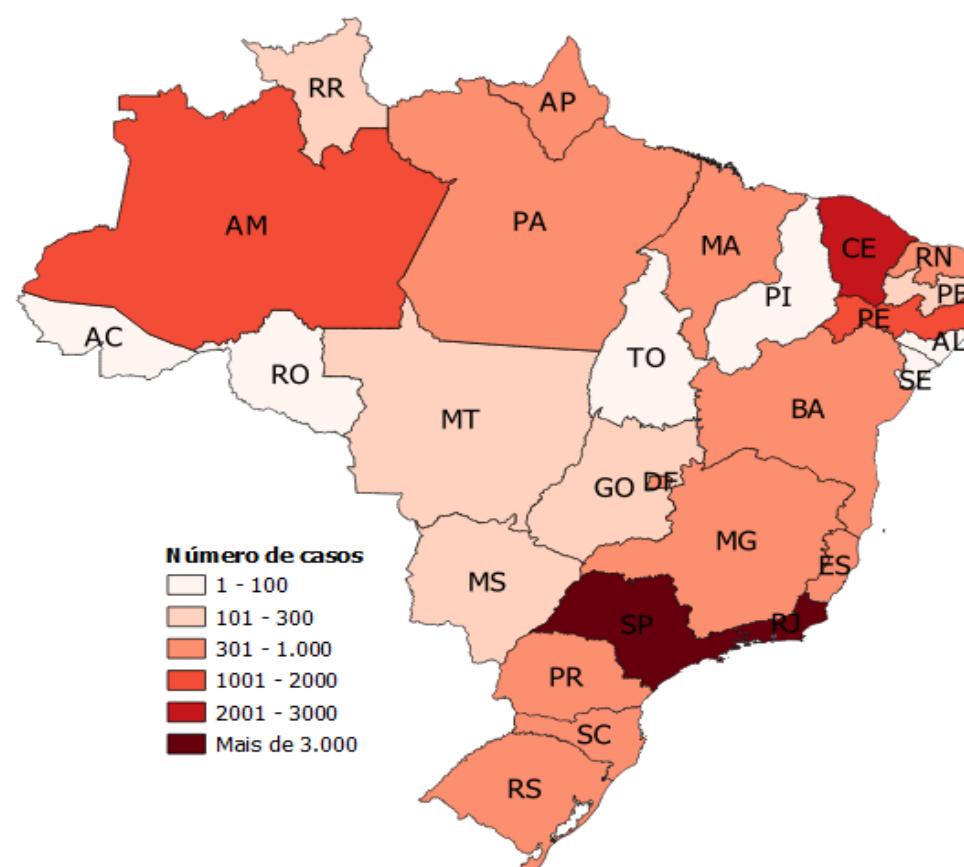 RR
AP
AM
PA
MA
CE
RN
PI
PB
PE
AC
AL
TO
RO
SE
BA
MT
GO
DF
MG
ES
Número de casos
1 - 100
MS
101 - 300
SP
RJ
301 - 1.000
1001 - 2000
PR
2001 - 3000
SC
Mais de 3.000
RS